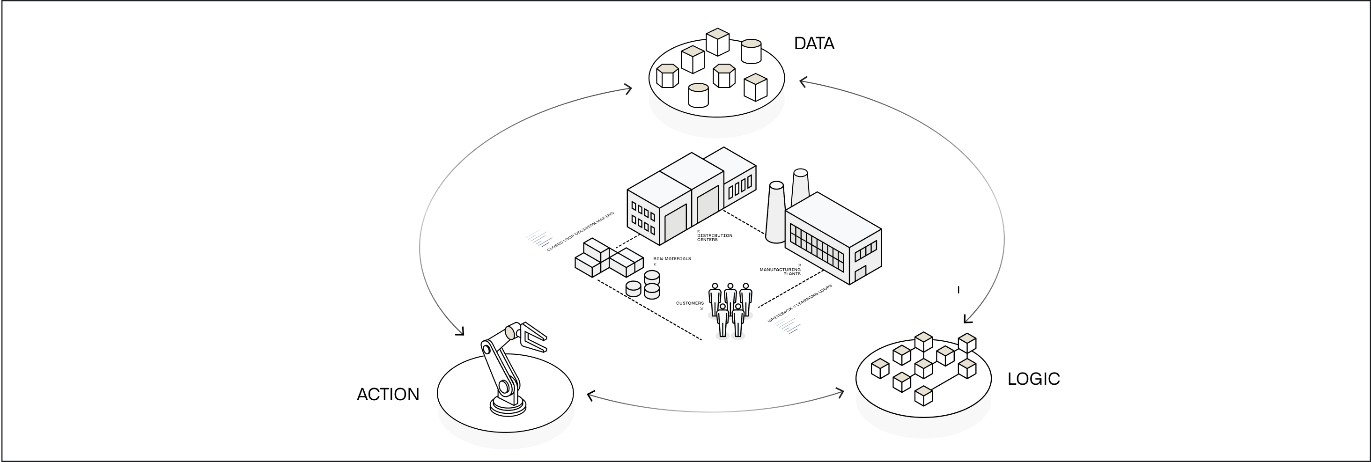 DATA
DISTRIBUTION
CENTERS
RAW MATERIALS
MANUFACTURING
PLANTS
CUSTOMERS
LOGIC
ACTION